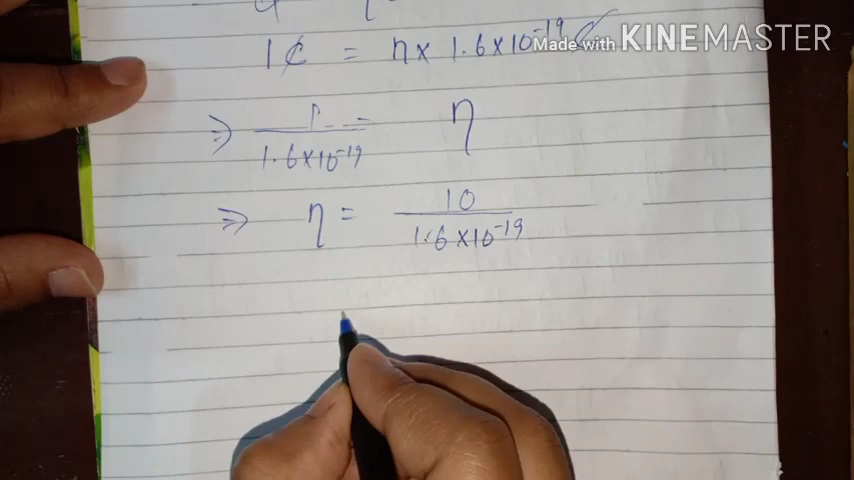 1C = n× 1.6×10⁻¹⁹ C
Made with KINEMASTER
⇒ 1 / 1.6×10⁻¹⁹ = η
⇒ η = 10 / 1.6×10⁻¹⁹